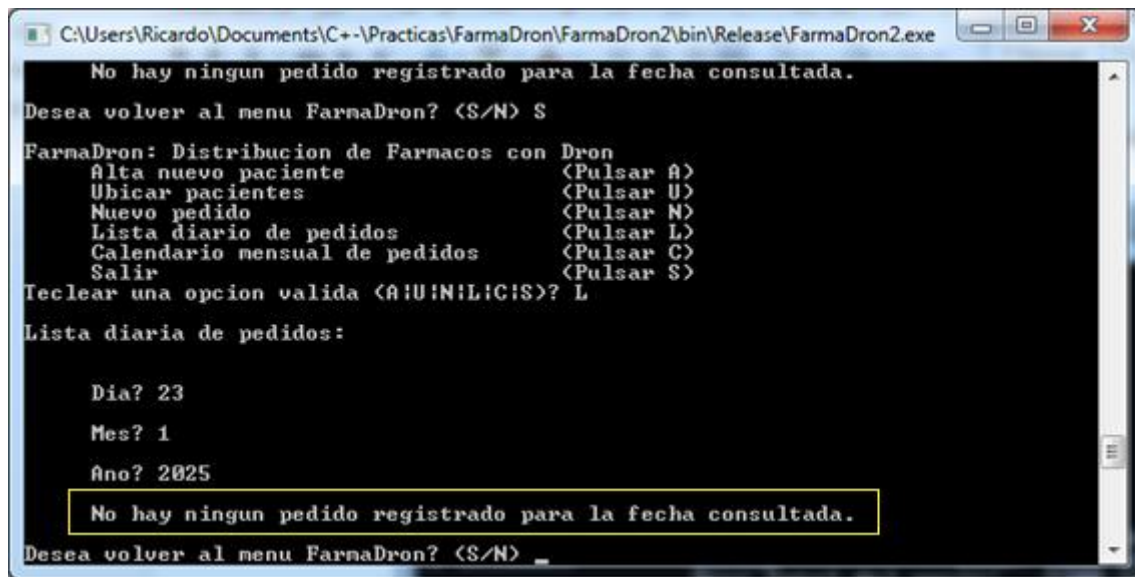 C:\Users\Ricardo\Documents\C+-\Practicas\FarmaDron\FarmaDron2\bin\Release\FarmaDron2.exe
No hay ningun pedido registrado para la fecha consultada.
Desea volver al menu FarmaDron? (S/N) S
FarmaDron: Distribucion de Farmacos con Dron
Alta nuevo paciente (Pulsar A)
Ubicar pacientes (Pulsar U)
Nuevo pedido (Pulsar N)
Lista diario de pedidos (Pulsar L)
Calendario mensual de pedidos (Pulsar C)
Salir (Pulsar S)
Teclear una opcion valida (A|U|N|L|C|S)? L
Lista diaria de pedidos:
Dia? 23
Mes? 1
Ano? 2025
No hay ningun pedido registrado para la fecha consultada.
Desea volver al menu FarmaDron? (S/N) _